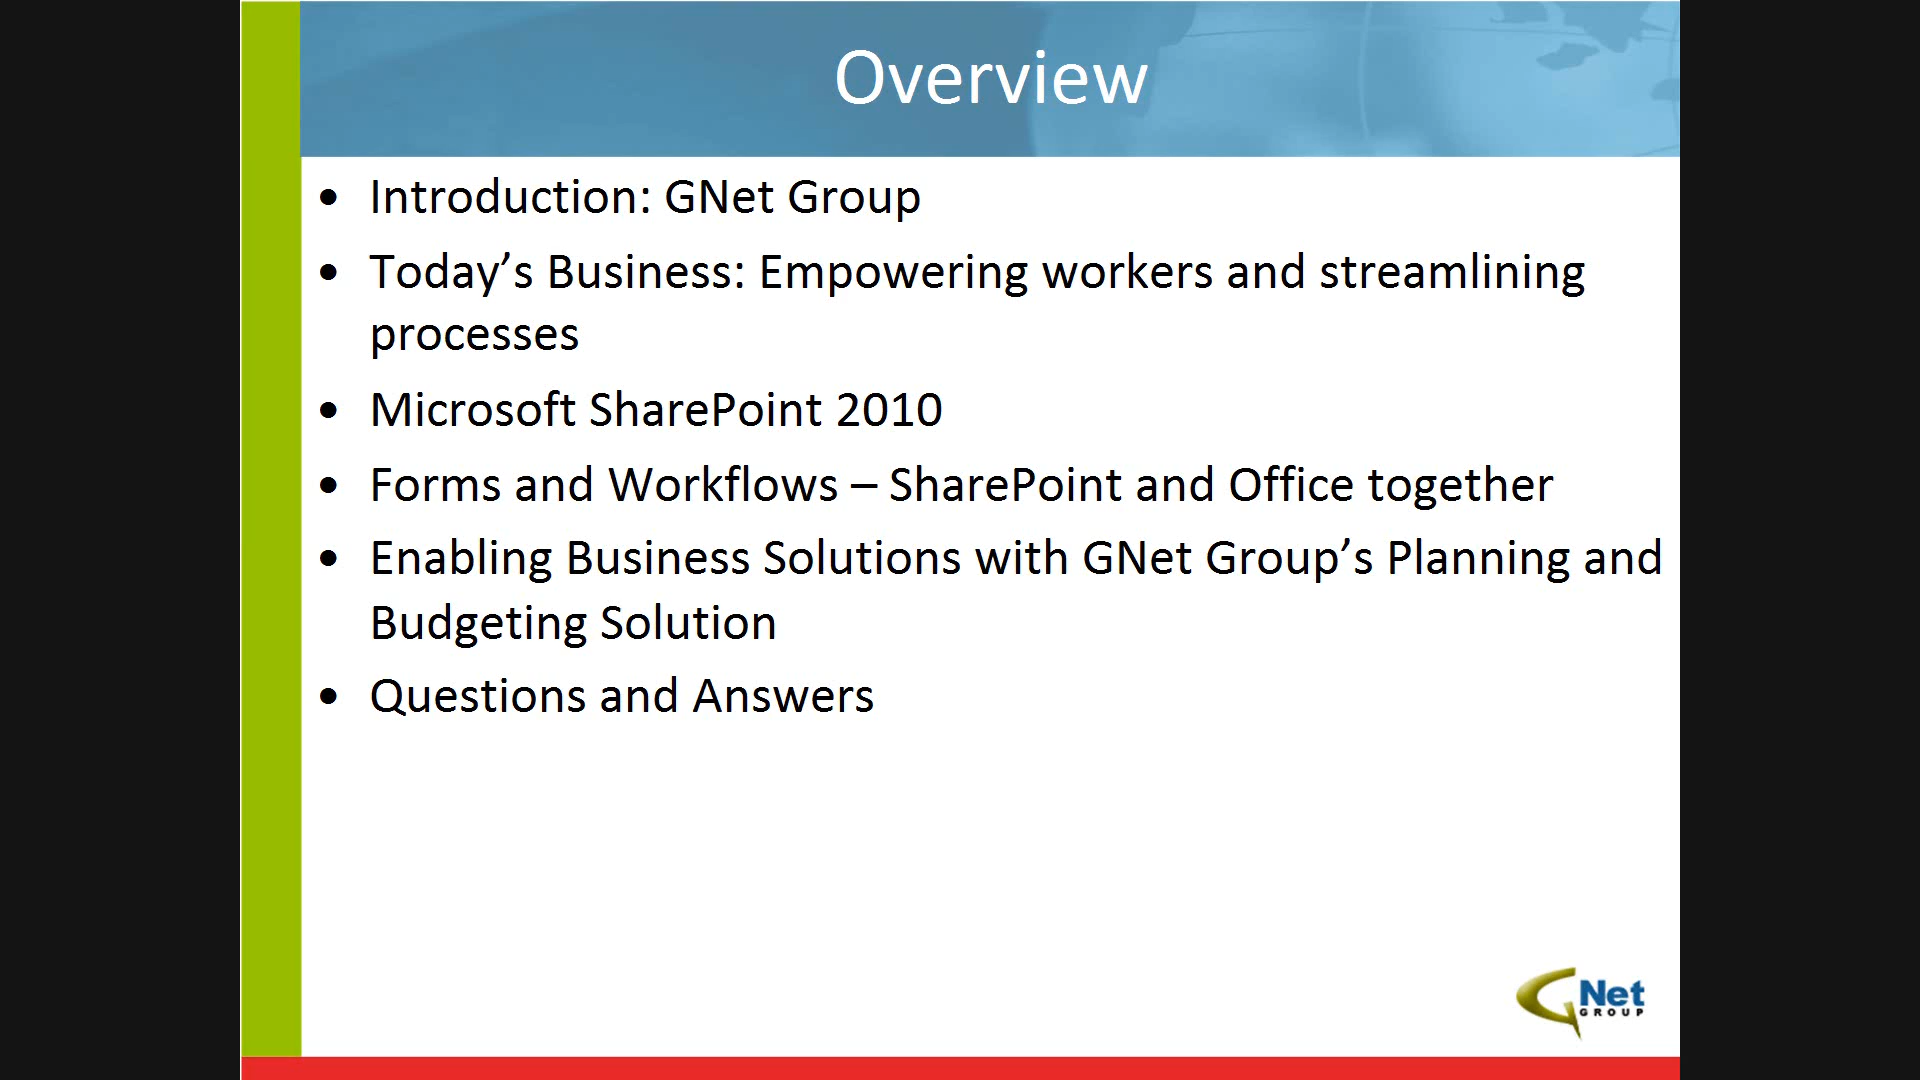 Overview
• Introduction: GNet Group
• Today’s Business: Empowering workers and streamlining
processes
• Microsoft SharePoint 2010
• Forms and Workflows – SharePoint and Office together
• Enabling Business Solutions with GNet Group’s Planning and
Budgeting Solution
• Questions and Answers
GNet
GROUP